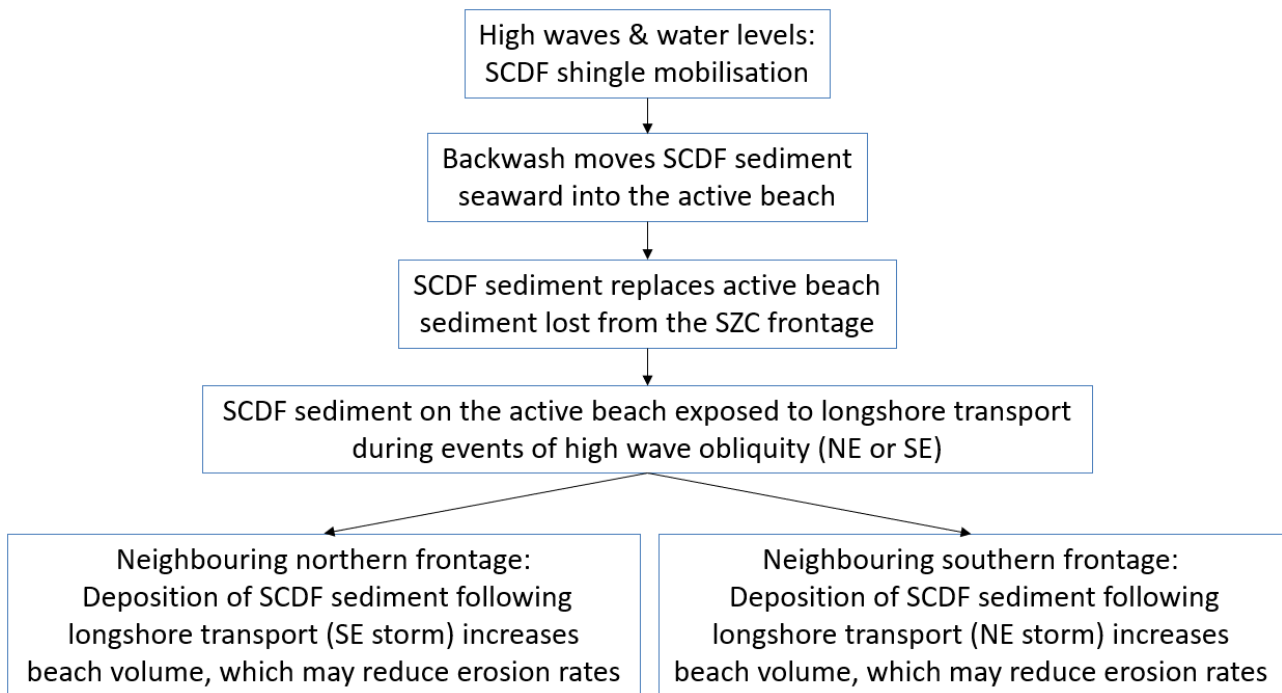 High waves & water levels:
SCDF shingle mobilisation
Backwash moves SCDF sediment
seaward into the active beach
SCDF sediment replaces active beach
sediment lost from the SZC frontage
SCDF sediment on the active beach exposed to longshore transport
during events of high wave obliquity (NE or SE)
Neighbouring northern frontage:
Deposition of SCDF sediment following
longshore transport (SE storm) increases
beach volume, which may reduce erosion rates
Neighbouring southern frontage:
Deposition of SCDF sediment following
longshore transport (NE storm) increases
beach volume, which may reduce erosion rates